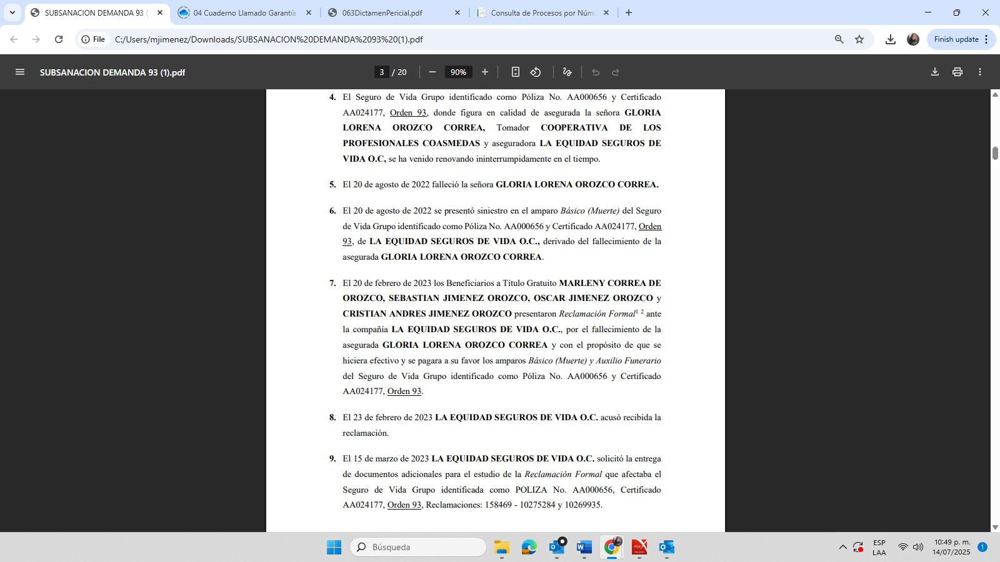 SUBSANACION DEMANDA 93 (
04 Cuaderno Llamado Garantía
063DictamenPericial.pdf
Consulta de Procesos por Núme
File
C:/Users/mjimenez/Downloads/SUBSANACION%20DEMANDA%2093%20(1).pdf
Finish update
SUBSANACION DEMANDA 93 (1).pdf
3 / 20
90%
4. El Seguro de Vida Grupo identificado como Póliza No. AA000656 y Certificado
AA024177, Orden 93, donde figura en calidad de asegurada la señora GLORIA
LORENA OROZCO CORREA, Tomador COOPERATIVA DE LOS
PROFESIONALES COASMEDAS y aseguradora LA EQUIDAD SEGUROS DE
VIDA O.C, se ha venido renovando ininterrumpidamente en el tiempo.
5. El 20 de agosto de 2022 falleció la señora GLORIA LORENA OROZCO CORREA.
6. El 20 de agosto de 2022 se presentó siniestro en el amparo Básico (Muerte) del Seguro
de Vida Grupo identificado como Póliza No. AA000656 y Certificado AA024177, Orden
93, de LA EQUIDAD SEGUROS DE VIDA O.C., derivado del fallecimiento de la
asegurada GLORIA LORENA OROZCO CORREA.
7. El 20 de febrero de 2023 los Beneficiarios a Título Gratuito MARLENY CORREA DE
OROZCO, SEBASTIAN JIMENEZ OROZCO, OSCAR JIMENEZ OROZCO y
CRISTIAN ANDRES JIMENEZ OROZCO presentaron Reclamación Formal1 2 ante
la compañía LA EQUIDAD SEGUROS DE VIDA O.C., por el fallecimiento de la
asegurada GLORIA LORENA OROZCO CORREA y con el propósito de que se
hiciera efectivo y se pagara a su favor los amparos Básico (Muerte) y Auxilio Funerario
del Seguro de Vida Grupo identificado como Póliza No. AA000656 y Certificado
AA024177, Orden 93.
8. El 23 de febrero de 2023 LA EQUIDAD SEGUROS DE VIDA O.C. acusó recibida la
reclamación.
9. El 15 de marzo de 2023 LA EQUIDAD SEGUROS DE VIDA O.C. solicitó la entrega
de documentos adicionales para el estudio de la Reclamación Formal que afectaba el
Seguro de Vida Grupo identificada como POLIZA No. AA000656, Certificado
AA024177, Orden 93, Reclamaciones: 158469 - 10275284 y 10269935.
Búsqueda
ESP
LAA
10:49 p. m.
14/07/2025
1